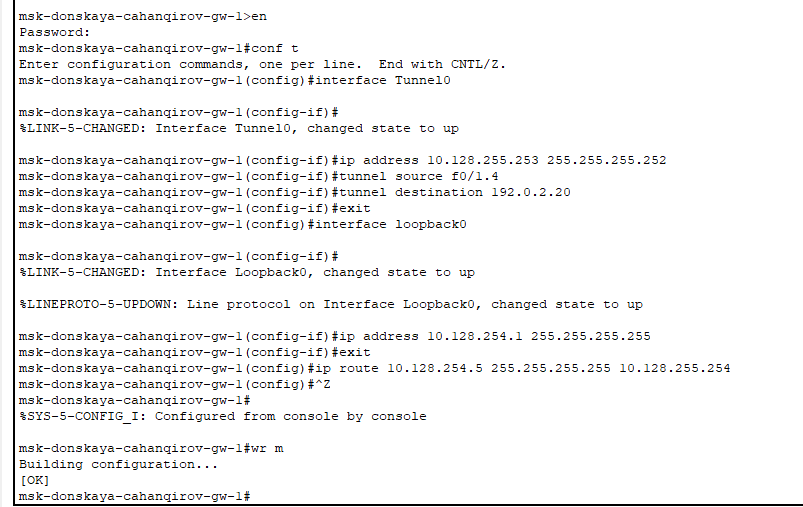 msk-donskaya-cahanqirov-gw-1>en
Password:
msk-donskaya-cahanqirov-gw-1#conf t
Enter configuration commands, one per line.  End with CNTL/Z.
msk-donskaya-cahanqirov-gw-1(config)#interface Tunnel0
msk-donskaya-cahanqirov-gw-1(config-if)#
%LINK-5-CHANGED: Interface Tunnel0, changed state to up
msk-donskaya-cahanqirov-gw-1(config-if)#ip address 10.128.255.253 255.255.255.252
msk-donskaya-cahanqirov-gw-1(config-if)#tunnel source f0/1.4
msk-donskaya-cahanqirov-gw-1(config-if)#tunnel destination 192.0.2.20
msk-donskaya-cahanqirov-gw-1(config-if)#exit
msk-donskaya-cahanqirov-gw-1(config)#interface loopback0
msk-donskaya-cahanqirov-gw-1(config-if)#
%LINK-5-CHANGED: Interface Loopback0, changed state to up
%LINEPROTO-5-UPDOWN: Line protocol on Interface Loopback0, changed state to up
msk-donskaya-cahanqirov-gw-1(config-if)#ip address 10.128.254.1 255.255.255.255
msk-donskaya-cahanqirov-gw-1(config-if)#exit
msk-donskaya-cahanqirov-gw-1(config)#ip route 10.128.254.5 255.255.255.255 10.128.255.254
msk-donskaya-cahanqirov-gw-1(config)#^Z
msk-donskaya-cahanqirov-gw-1#
%SYS-5-CONFIG_I: Configured from console by console
msk-donskaya-cahanqirov-gw-1#wr m
Building configuration...
[OK]
msk-donskaya-cahanqirov-gw-1#